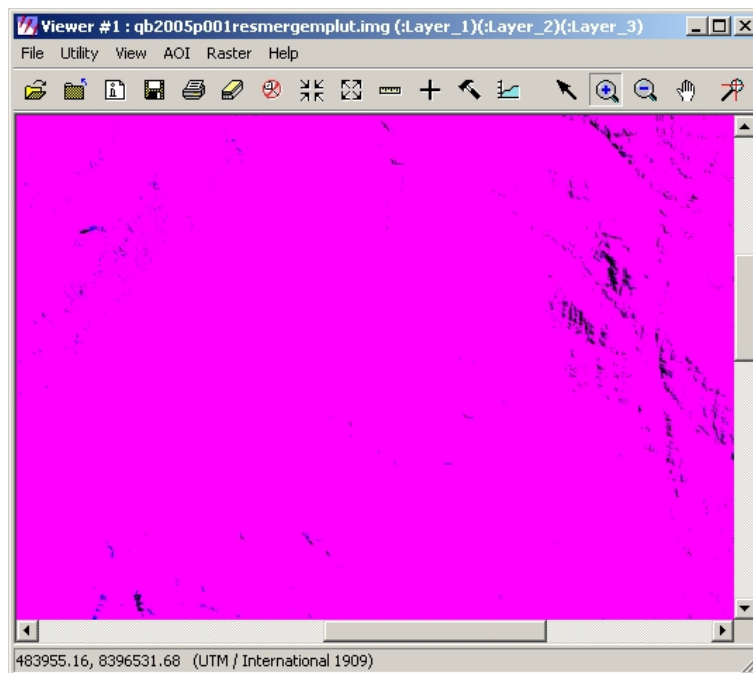 Viewer #1 : qb2005p001resmergemplut.img (:Layer_1)(:Layer_2)(:Layer_3)
File Utility View AOI Raster Help
483955.16, 8396531.68 (UTM / International 1909)